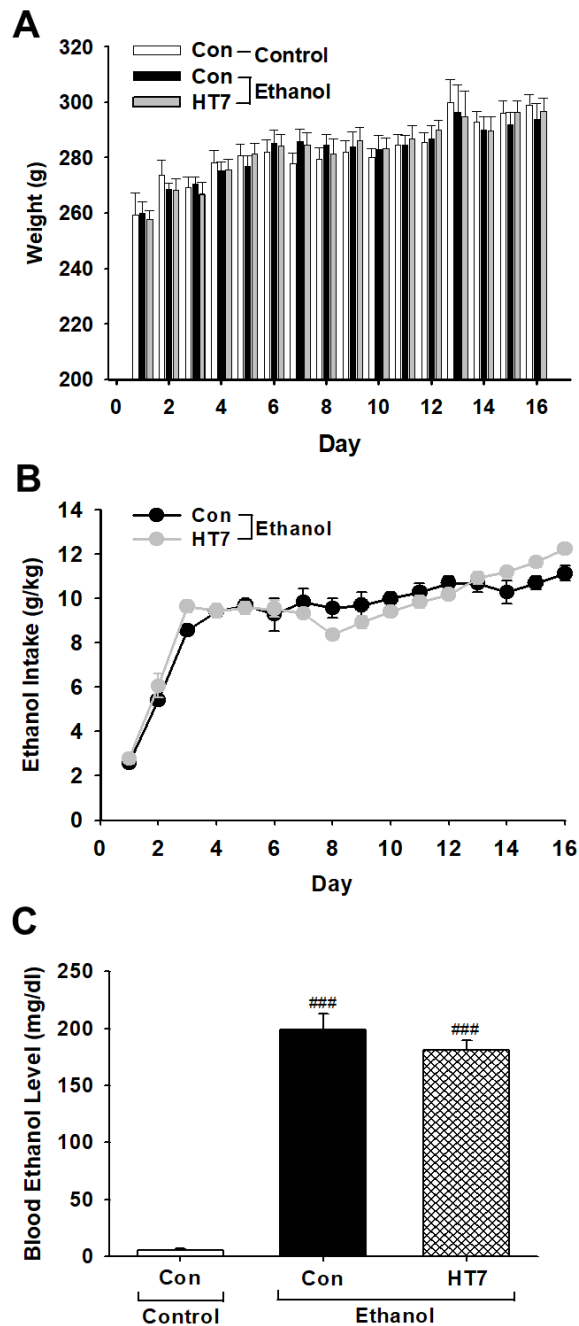 A
Con Control
Con
HT7 Ethanol
Weight (g)
320
300
280
260
240
220
200
0 2 4 6 8 10 12 14 16
Day
B
Con
HT7 Ethanol
Ethanol Intake (g/kg)
14
12
10
8
6
4
2
0
0 2 4 6 8 10 12 14 16
Day
C
Blood Ethanol Level (mg/dl)
250
200
150
100
50
0
### ###
Con Con HT7
Control Ethanol